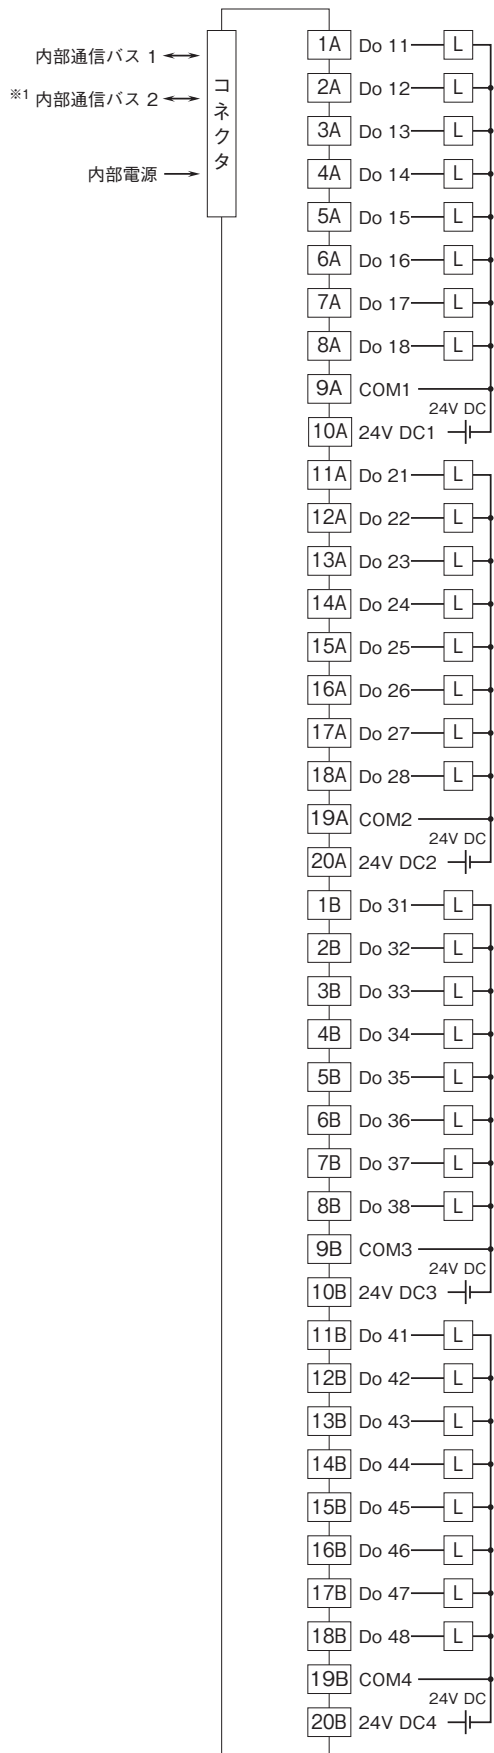 内部通信バス 1
※1 内部通信バス 2
内部電源
コネクタ
1A Do 11 L
2A Do 12 L
3A Do 13 L
4A Do 14 L
5A Do 15 L
6A Do 16 L
7A Do 17 L
8A Do 18 L
9A COM1
24V DC
10A 24V DC1
11A Do 21 L
12A Do 22 L
13A Do 23 L
14A Do 24 L
15A Do 25 L
16A Do 26 L
17A Do 27 L
18A Do 28 L
19A COM2
24V DC
20A 24V DC2
1B Do 31 L
2B Do 32 L
3B Do 33 L
4B Do 34 L
5B Do 35 L
6B Do 36 L
7B Do 37 L
8B Do 38 L
9B COM3
24V DC
10B 24V DC3
11B Do 41 L
12B Do 42 L
13B Do 43 L
14B Do 44 L
15B Do 45 L
16B Do 46 L
17B Do 47 L
18B Do 48 L
19B COM4
24V DC
20B 24V DC4